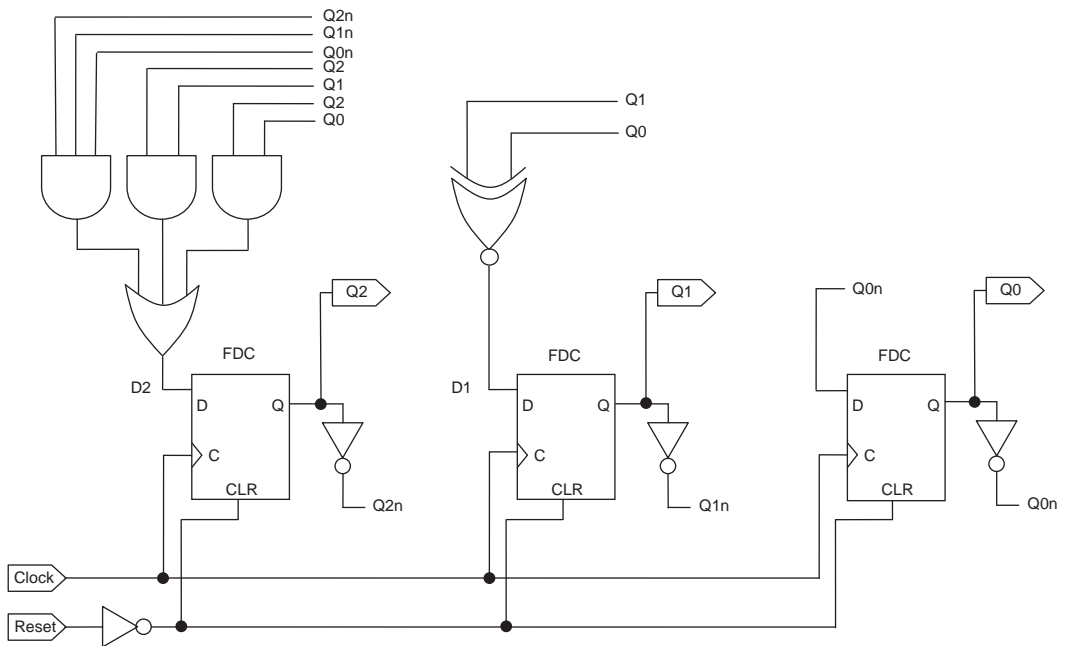 Q2n
Q1n
Q0n
Q2
Q1
Q2
Q0
Q1
Q0
Q2
Q1
Q0n
Q0
FDC
FDC
FDC
D2
D1
D
Q
D
Q
D
Q
C
C
C
CLR
CLR
CLR
Q2n
Q1n
Q0n
Clock
Reset